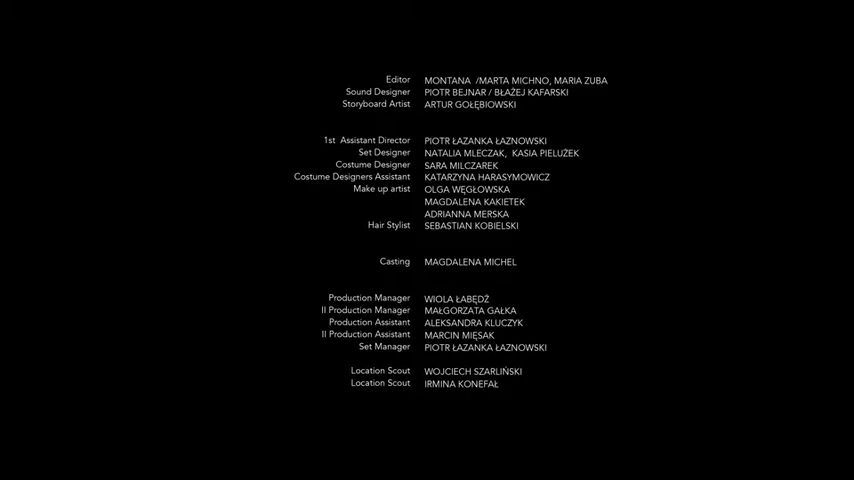 Editor MONTANA /MARTA MICHNO, MARIA ZUBA
Sound Designer PIOTR BEJNAR / BŁAŻEJ KAFARSKI
Storyboard Artist ARTUR GOŁĘBIOWSKI
1st Assistant Director PIOTR ŁAZANKA ŁAZNOWSKI
Set Designer NATALIA MLECZAK, KASIA PIELUŻEK
Costume Designer SARA MILCZAREK
Costume Designers Assistant KATARZYNA HARASYMOWICZ
Make up artist OLGA WĘGŁOWSKA
MAGDALENA KAKIETEK
ADRIANNA MERSKA
Hair Stylist SEBASTIAN KOBIELSKI
Casting MAGDALENA MICHEL
Production Manager WIOLA ŁABĘDŹ
II Production Manager MAŁGORZATA GAŁKA
Production Assistant ALEKSANDRA KLUCZYK
II Production Assistant MARCIN MIĘSAK
Set Manager PIOTR ŁAZANKA ŁAZNOWSKI
Location Scout WOJCIECH SZARLIŃSKI
Location Scout IRMINA KONEFAŁ